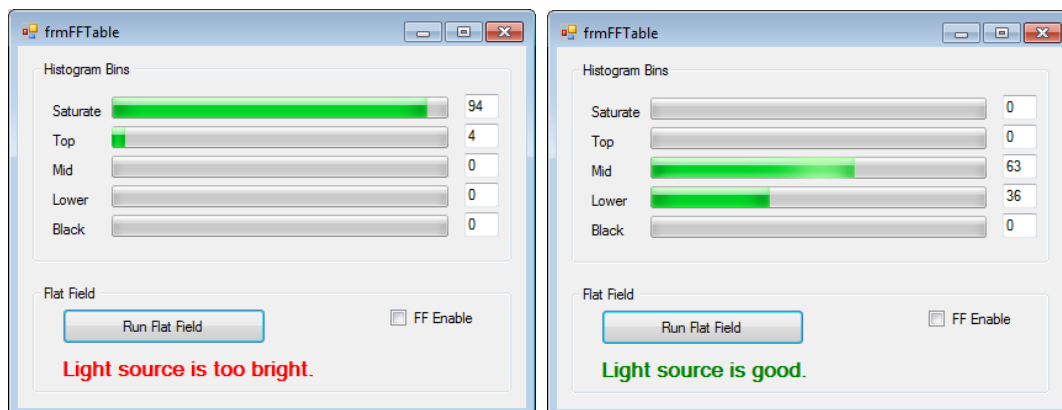 frmFFTable
Histogram Bins
Saturate 94
Top 4
Mid 0
Lower 0
Black 0
Flat Field
Run Flat Field
FF Enable
Light source is too bright.
frmFFTable
Histogram Bins
Saturate 0
Top 0
Mid 63
Lower 36
Black 0
Flat Field
Run Flat Field
FF Enable
Light source is good.